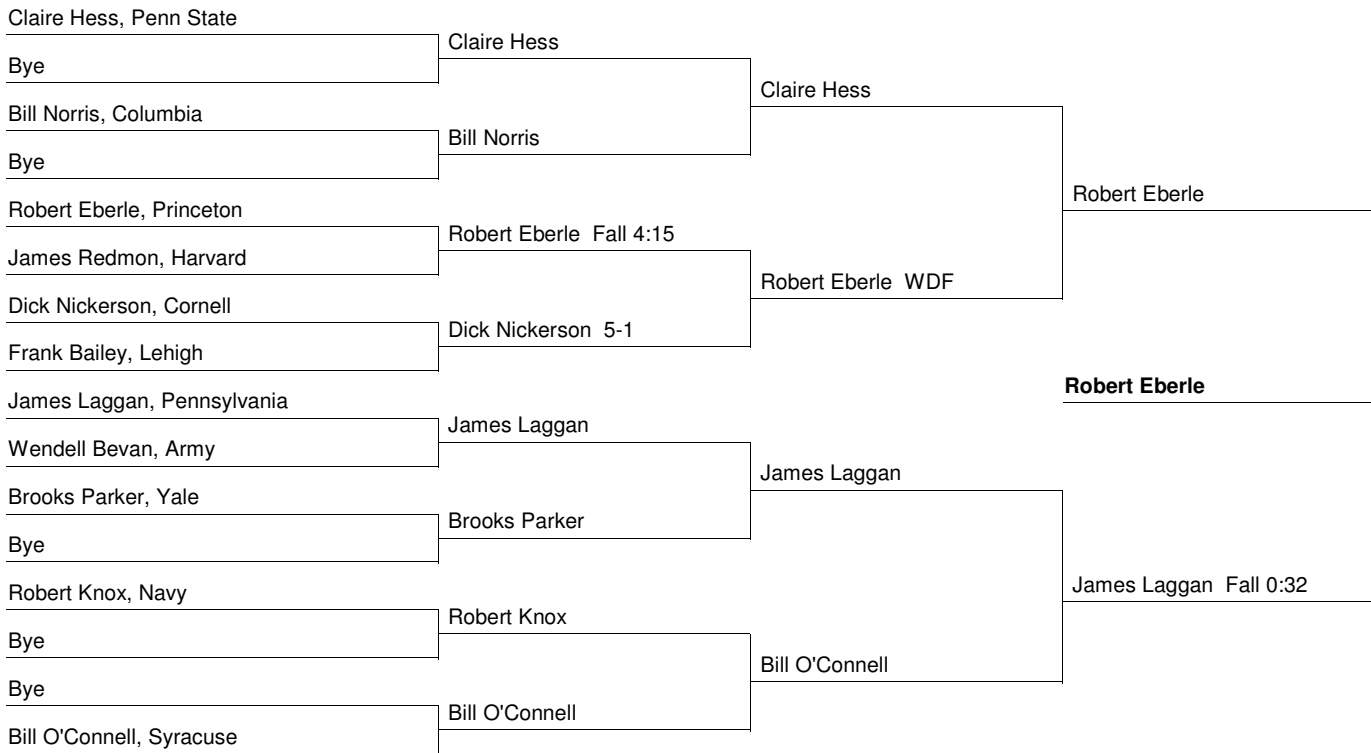 Claire Hess, Penn State
Bye
Bill Norris, Columbia
Bye
Robert Eberle, Princeton
James Redmon, Harvard
Dick Nickerson, Cornell
Frank Bailey, Lehigh
James Laggan, Pennsylvania
Wendell Bevan, Army
Brooks Parker, Yale
Bye
Robert Knox, Navy
Bye
Bye
Bill O'Connell, Syracuse
Claire Hess
Bill Norris
Robert Eberle Fall 4:15
Dick Nickerson 5-1
James Laggan
Brooks Parker
Robert Knox
Bill O'Connell
Claire Hess
Robert Eberle WDF
James Laggan
Bill O'Connell
Robert Eberle
James Laggan Fall 0:32
Robert Eberle